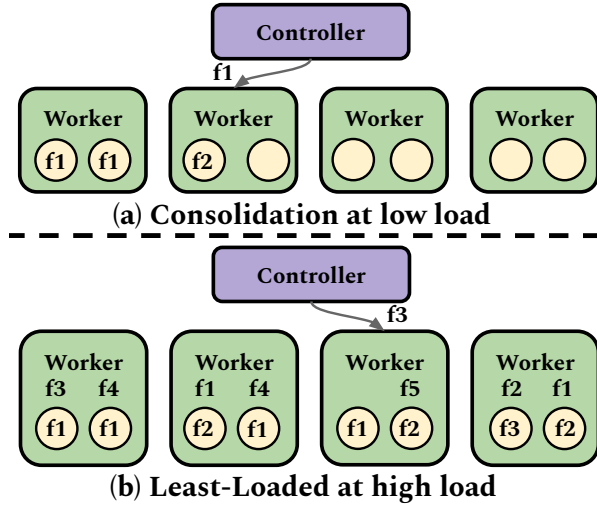 Controller
f1
Worker Worker Worker Worker
f1 f1 f2
(a) Consolidation at low load
Controller
f3
Worker Worker Worker Worker
f3 f4 f1 f4 f5 f2 f1
f1 f1 f2 f1 f1 f2 f3 f2
(b) Least-Loaded at high load